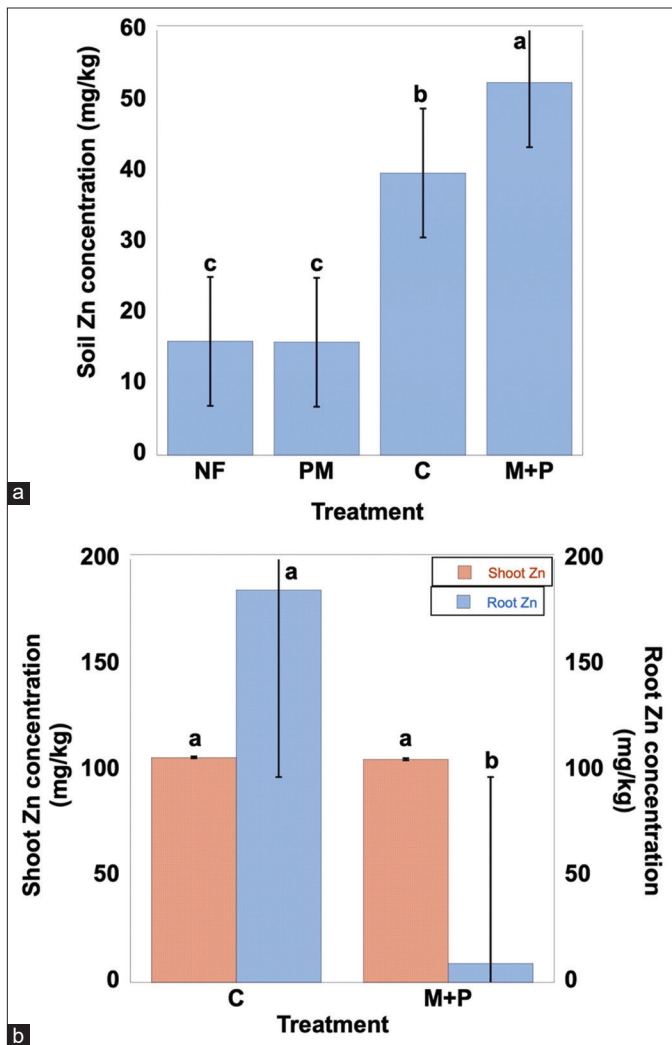 60
50
40
30
20
10
0
Soil Zn concentration (mg/kg)
c
c
b
a
NF PM C M+P
Treatment
a
200
150
100
50
0
Shoot Zn concentration
(mg/kg)
Shoot Zn
Root Zn
a
a
a
b
200
150
100
50
0
Root Zn concentration
(mg/kg)
C M+P
Treatment
b